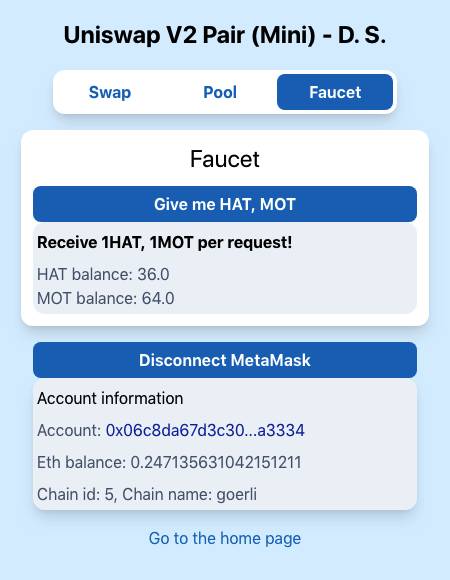 Uniswap V2 Pair (Mini) - D. S.
Swap Pool Faucet
Faucet
Give me HAT, MOT
Receive 1HAT, 1MOT per request!
HAT balance: 36.0
MOT balance: 64.0
Disconnect MetaMask
Account information
Account: 0x06c8da67d3c30...a3334
Eth balance: 0.247135631042151211
Chain id: 5, Chain name: goerli
Go to the home page